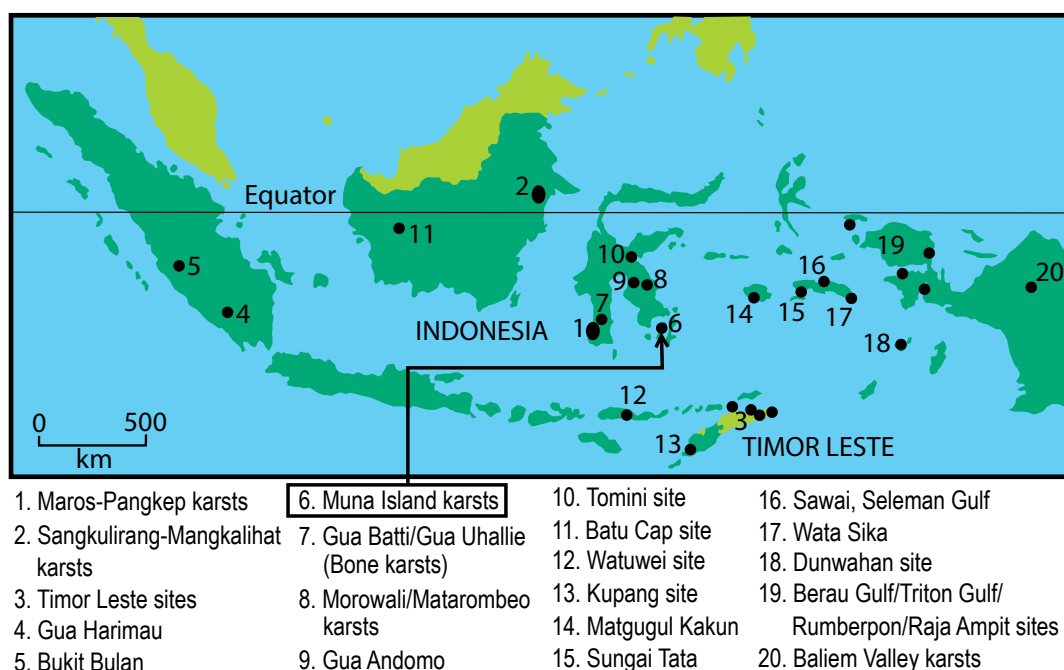 Equator
2
11
5
4
10
9
8
7
1
6
INDONESIA
16
14
15
17
19
20
18
12
3
13
TIMOR LESTE
0 500
km
1. Maros-Pangkep karsts
2. Sangkulirang-Mangkalihat
karsts
3. Timor Leste sites
4. Gua Harimau
5. Bukit Bulan
6. Muna Island karsts
7. Gua Batti/Gua Uhallie
(Bone karsts)
8. Morowali/Matarombeo
karsts
9. Gua Andomo
10. Tomini site
11. Batu Cap site
12. Watuwei site
13. Kupang site
14. Matgugul Kakun
15. Sungai Tata
16. Sawai, Seleman Gulf
17. Wata Sika
18. Dunwahan site
19. Berau Gulf/Triton Gulf/
Rumberpon/Raja Ampit sites
20. Baliem Valley karsts